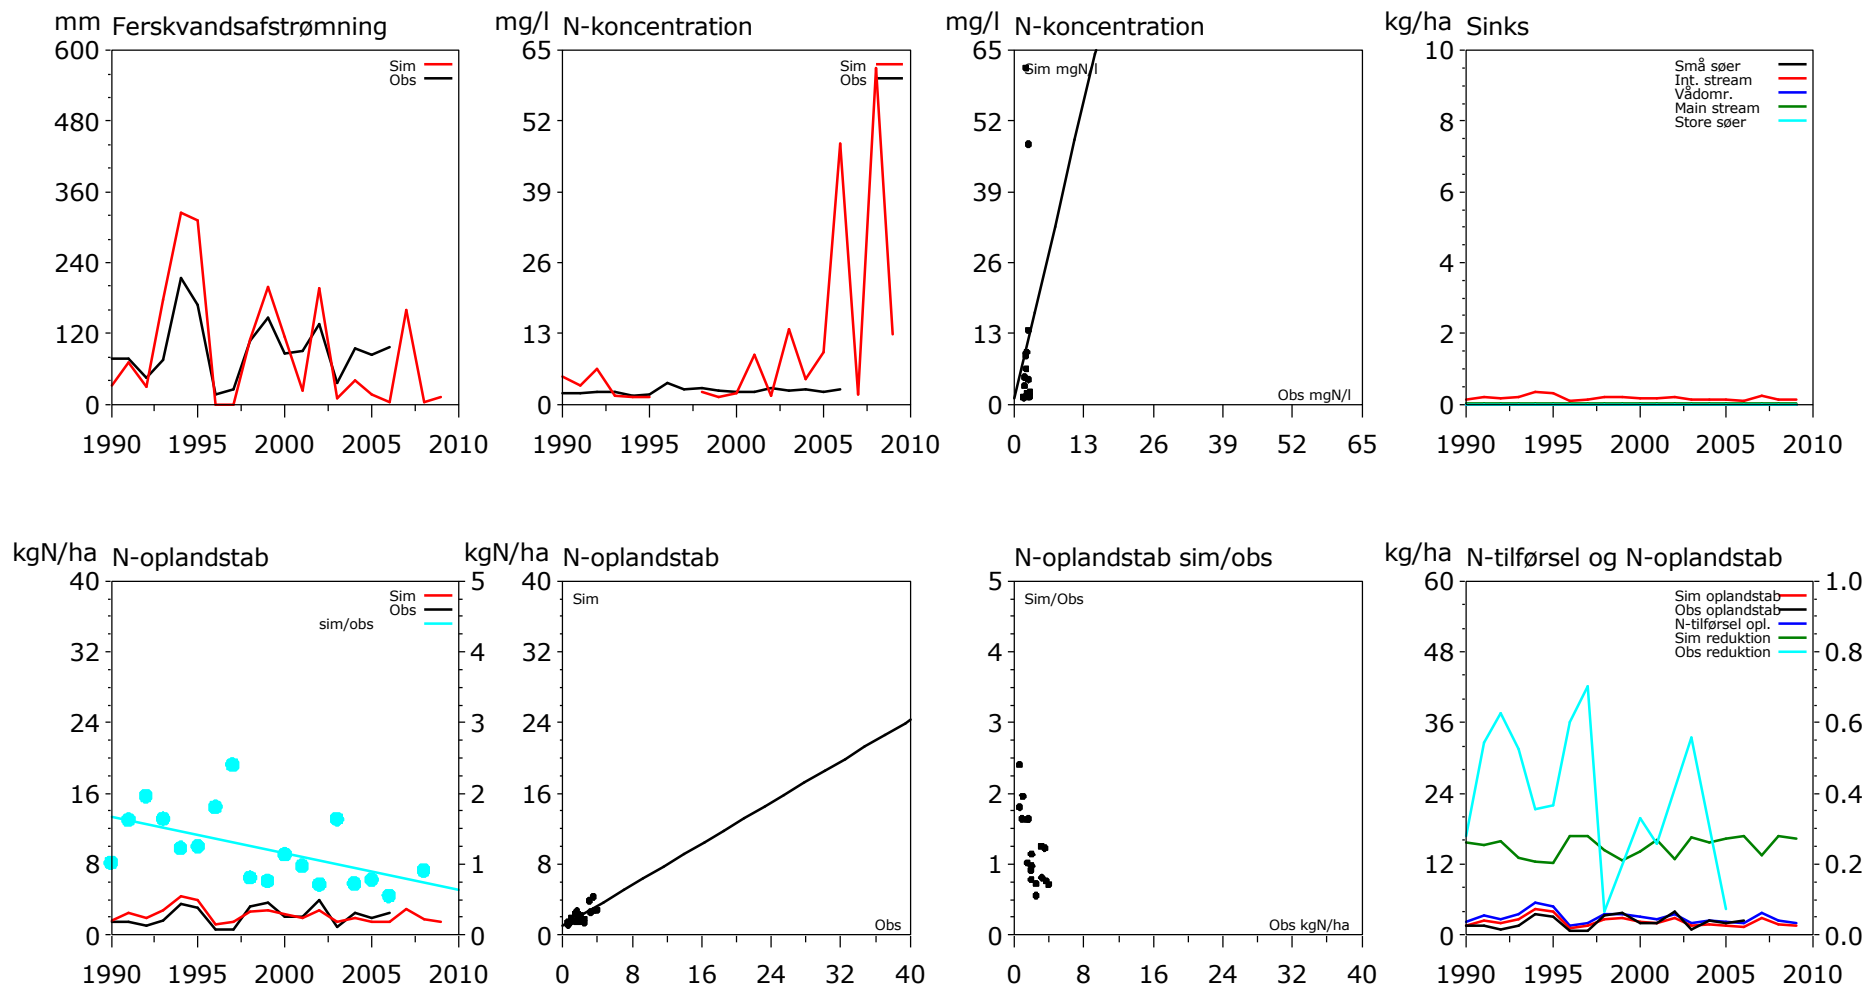 mm Ferskvandsafstrømning
600
480
360
240
120
0
Sim
Obs
1990 1995 2000 2005 2010
mg/l N-koncentration
65
52
39
26
13
0
Sim
Obs
1990 1995 2000 2005 2010
mg/l N-koncentration
65
52
39
26
13
0
Sim mgN/l
Obs mgN/l
0 13 26 39 52 65
kg/ha Sinks
10
8
6
4
2
0
Små søer
Int. stream
Vådomr.
Main stream
Store søer
1990 1995 2000 2005 2010
kgN/ha N-oplandstab
40
32
24
16
8
0
Sim
Obs
sim/obs
5
4
3
2
1
0
1990 1995 2000 2005 2010
kgN/ha N-oplandstab
40
32
24
16
8
0
Sim
Obs
0 8 16 24 32 40
N-oplandstab sim/obs
5
4
3
2
1
0
Sim/Obs
Obs kgN/ha
0 8 16 24 32 40
kg/ha N-tilførsel og N-oplandstab
60
48
36
24
12
0
Sim oplandstab
Obs oplandstab
N-tilførsel opl.
Sim reduktion
Obs reduktion
1.0
0.8
0.6
0.4
0.2
0.0
1990 1995 2000 2005 2010